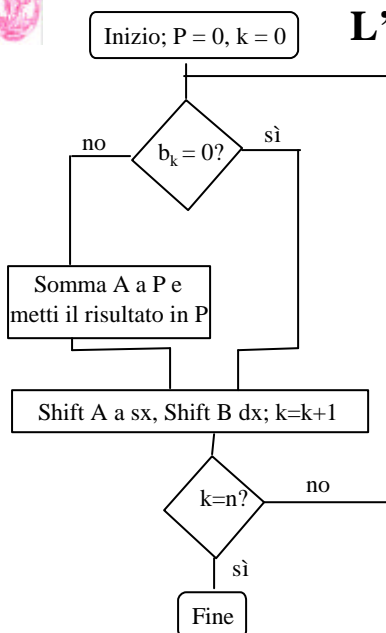 Inizio; P = 0, k = 0
L'
no
b_k = 0?
sì
Somma A a P e
metti il risultato in P
Shift A a sx, Shift B dx; k=k+1
k=n?
no
sì
Fine